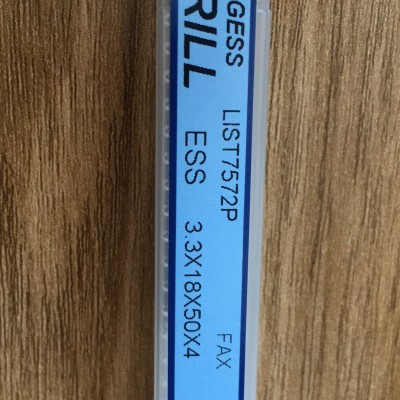 GESS
RILL
LIST7572P
ESS 3.3X18X50X4
FAX